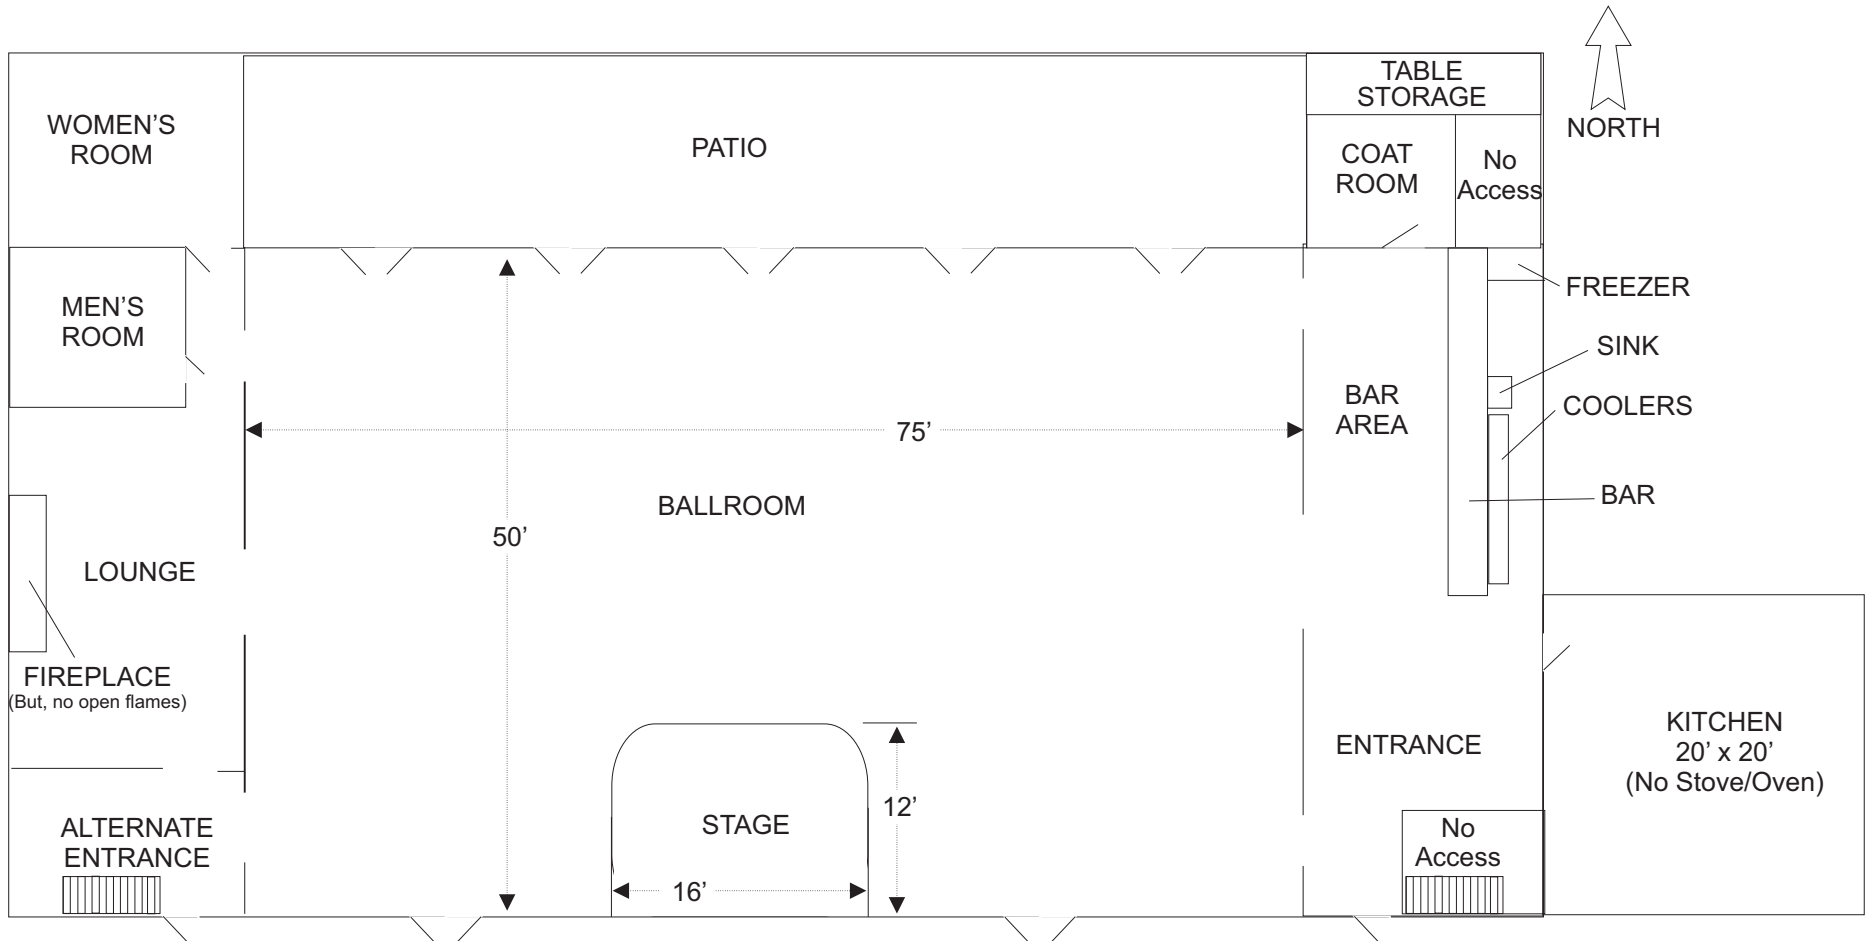 TABLE
STORAGE
NORTH
WOMEN’S
ROOM
PATIO
COAT
ROOM
No
Access
MEN’S
ROOM
FREEZER
SINK
COOLERS
BAR
AREA
75’
BAR
BALLROOM
50’
LOUNGE
FIREPLACE
(But, no open flames)
ENTRANCE
KITCHEN
20’ x 20’
(No Stove/Oven)
12’
STAGE
ALTERNATE
ENTRANCE
No
Access
16’